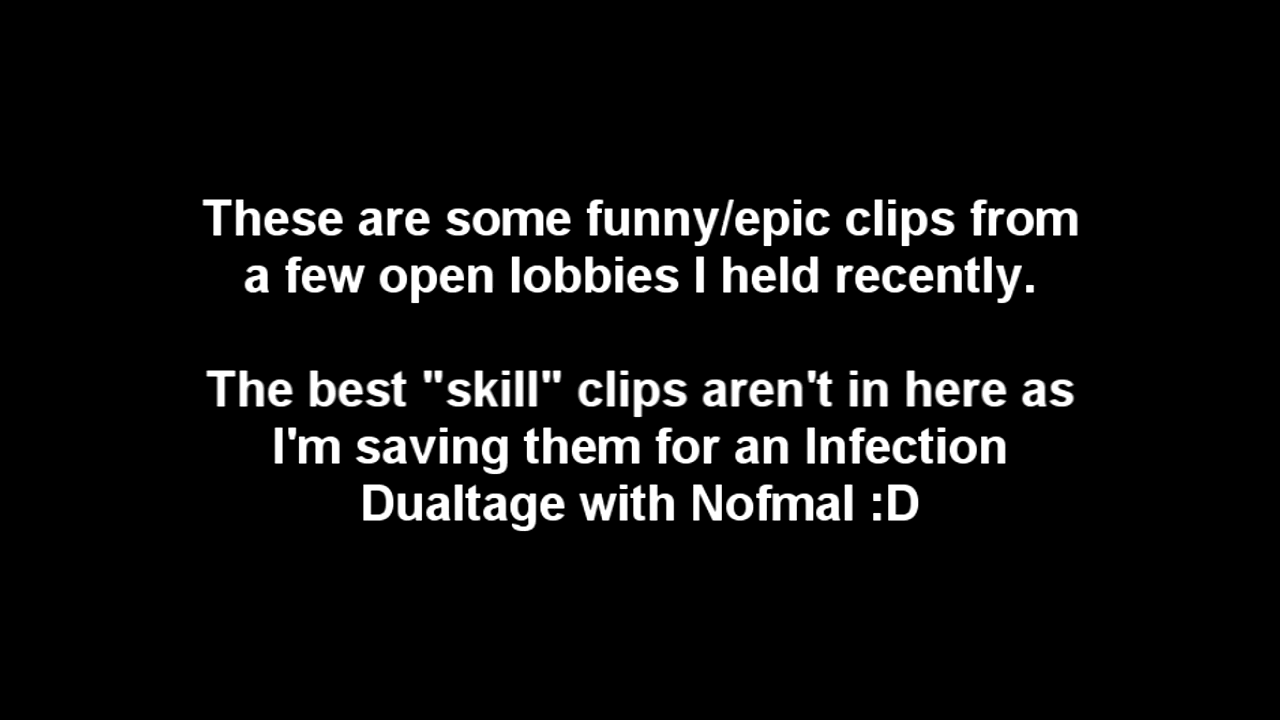 These are some funny/epic clips from
a few open lobbies I held recently.
The best "skill" clips aren't in here as
I'm saving them for an Infection
Dualtage with Nofmal :D